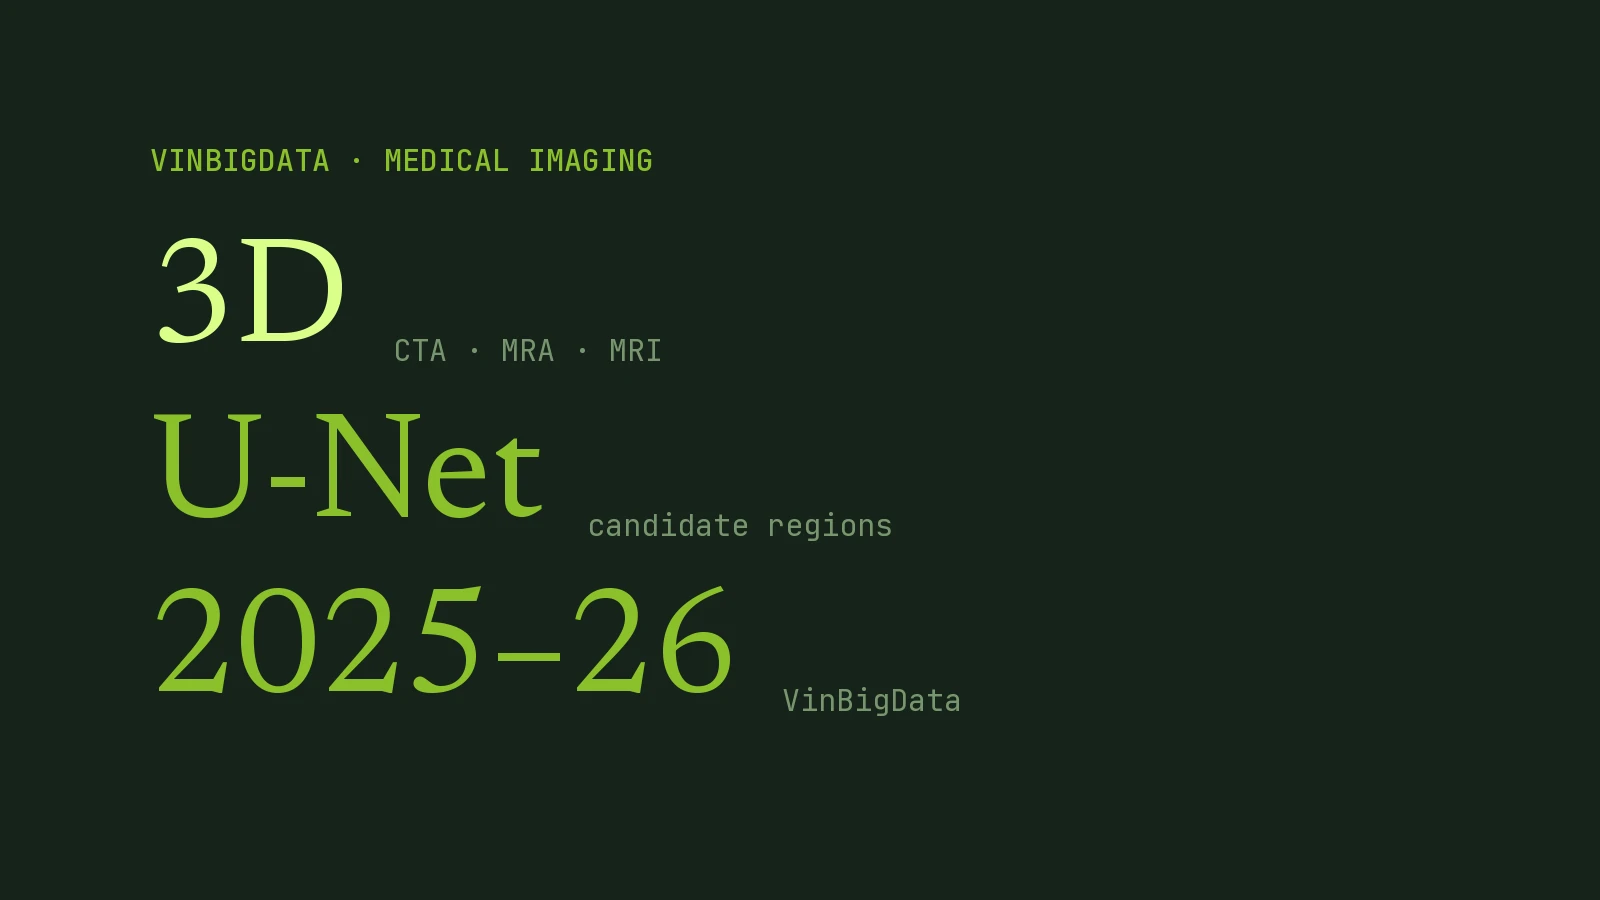 VINBIGDATA · MEDICAL IMAGING
3D
CTA · MRA · MRI
U-Net
candidate regions
2025–26
VinBigData